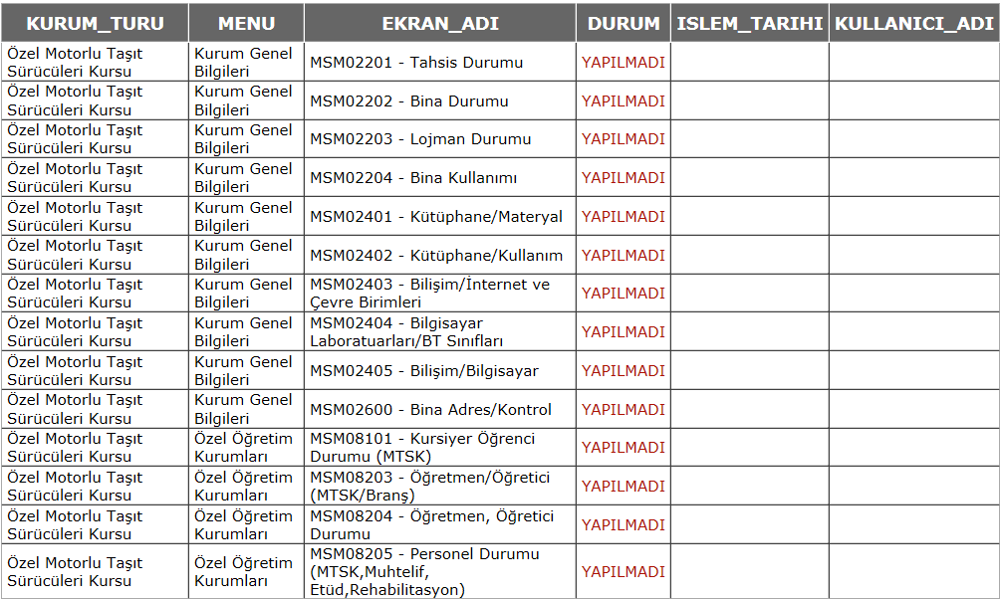 KURUM_TURU MENU EKRAN_ADI DURUM ISLEM_TARIHI KULLANICI_ADI
Özel Motorlu Taşıt Sürücüleri Kursu Kurum Genel Bilgileri MSM02201 - Tahsis Durumu YAPILMADI
Özel Motorlu Taşıt Sürücüleri Kursu Kurum Genel Bilgileri MSM02202 - Bina Durumu YAPILMADI
Özel Motorlu Taşıt Sürücüleri Kursu Kurum Genel Bilgileri MSM02203 - Lojman Durumu YAPILMADI
Özel Motorlu Taşıt Sürücüleri Kursu Kurum Genel Bilgileri MSM02204 - Bina Kullanımı YAPILMADI
Özel Motorlu Taşıt Sürücüleri Kursu Kurum Genel Bilgileri MSM02401 - Kütüphane/Materyal YAPILMADI
Özel Motorlu Taşıt Sürücüleri Kursu Kurum Genel Bilgileri MSM02402 - Kütüphane/Kullanım YAPILMADI
Özel Motorlu Taşıt Sürücüleri Kursu Kurum Genel Bilgileri MSM02403 - Bilişim/İnternet ve Çevre Birimleri YAPILMADI
Özel Motorlu Taşıt Sürücüleri Kursu Kurum Genel Bilgileri MSM02404 - Bilgisayar Laboratuarları/BT Sınıfları YAPILMADI
Özel Motorlu Taşıt Sürücüleri Kursu Kurum Genel Bilgileri MSM02405 - Bilişim/Bilgisayar YAPILMADI
Özel Motorlu Taşıt Sürücüleri Kursu Kurum Genel Bilgileri MSM02600 - Bina Adres/Kontrol YAPILMADI
Özel Motorlu Taşıt Sürücüleri Kursu Özel Öğretim Kurumları MSM08101 - Kursiyer Öğrenci Durumu (MTSK) YAPILMADI
Özel Motorlu Taşıt Sürücüleri Kursu Özel Öğretim Kurumları MSM08203 - Öğretmen/Öğretici (MTSK/Branş) YAPILMADI
Özel Motorlu Taşıt Sürücüleri Kursu Özel Öğretim Kurumları MSM08204 - Öğretmen, Öğretici Durumu YAPILMADI
Özel Motorlu Taşıt Sürücüleri Kursu Özel Öğretim Kurumları MSM08205 - Personel Durumu (MTSK,Muhtelif, Etüd,Rehabilitasyon) YAPILMADI